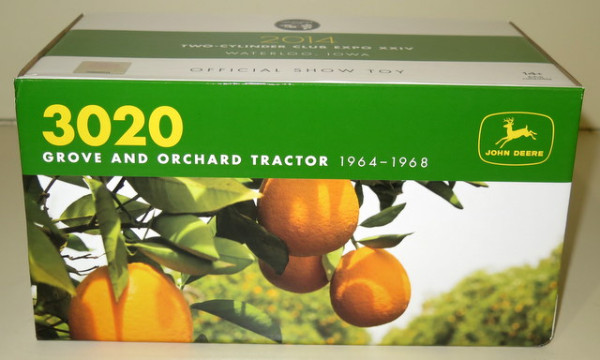 2014
TWO-CYLINDER CLUB EXPO XXIV
WATERLOO, IOWA
OFFICIAL SHOW TOY
14+
3020
GROVE AND ORCHARD TRACTOR 1964–1968
JOHN DEERE